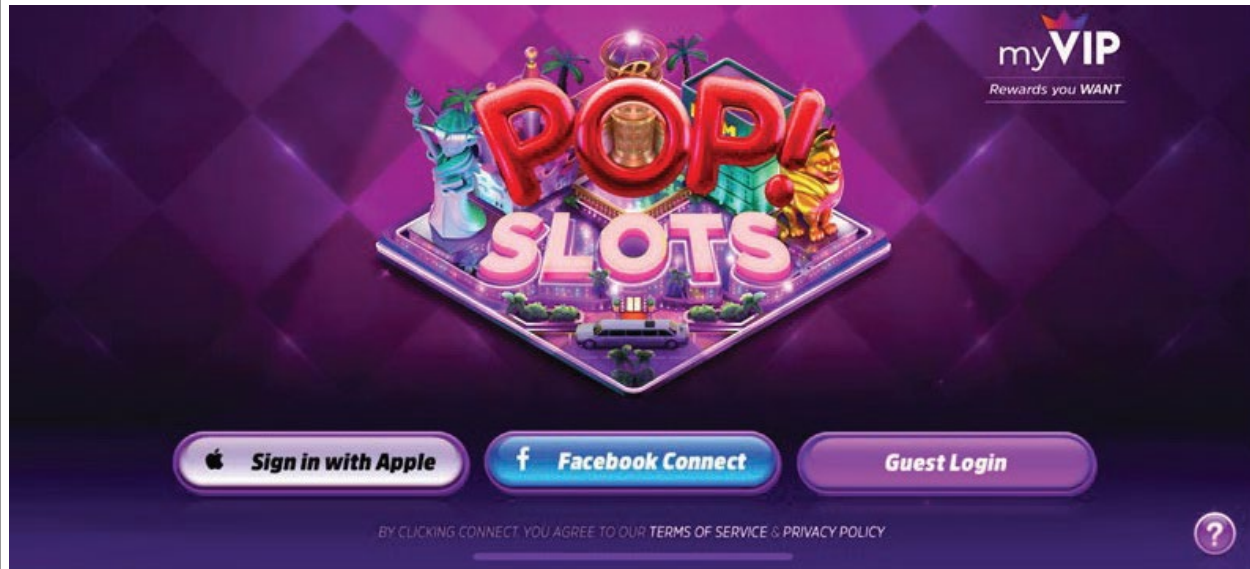 myVIP
Rewards you WANT
POP!
SLOTS
Sign in with Apple
f Facebook Connect
Guest Login
BY CLICKING CONNECT. YOU AGREE TO OUR TERMS OF SERVICE & PRIVACY POLICY
?